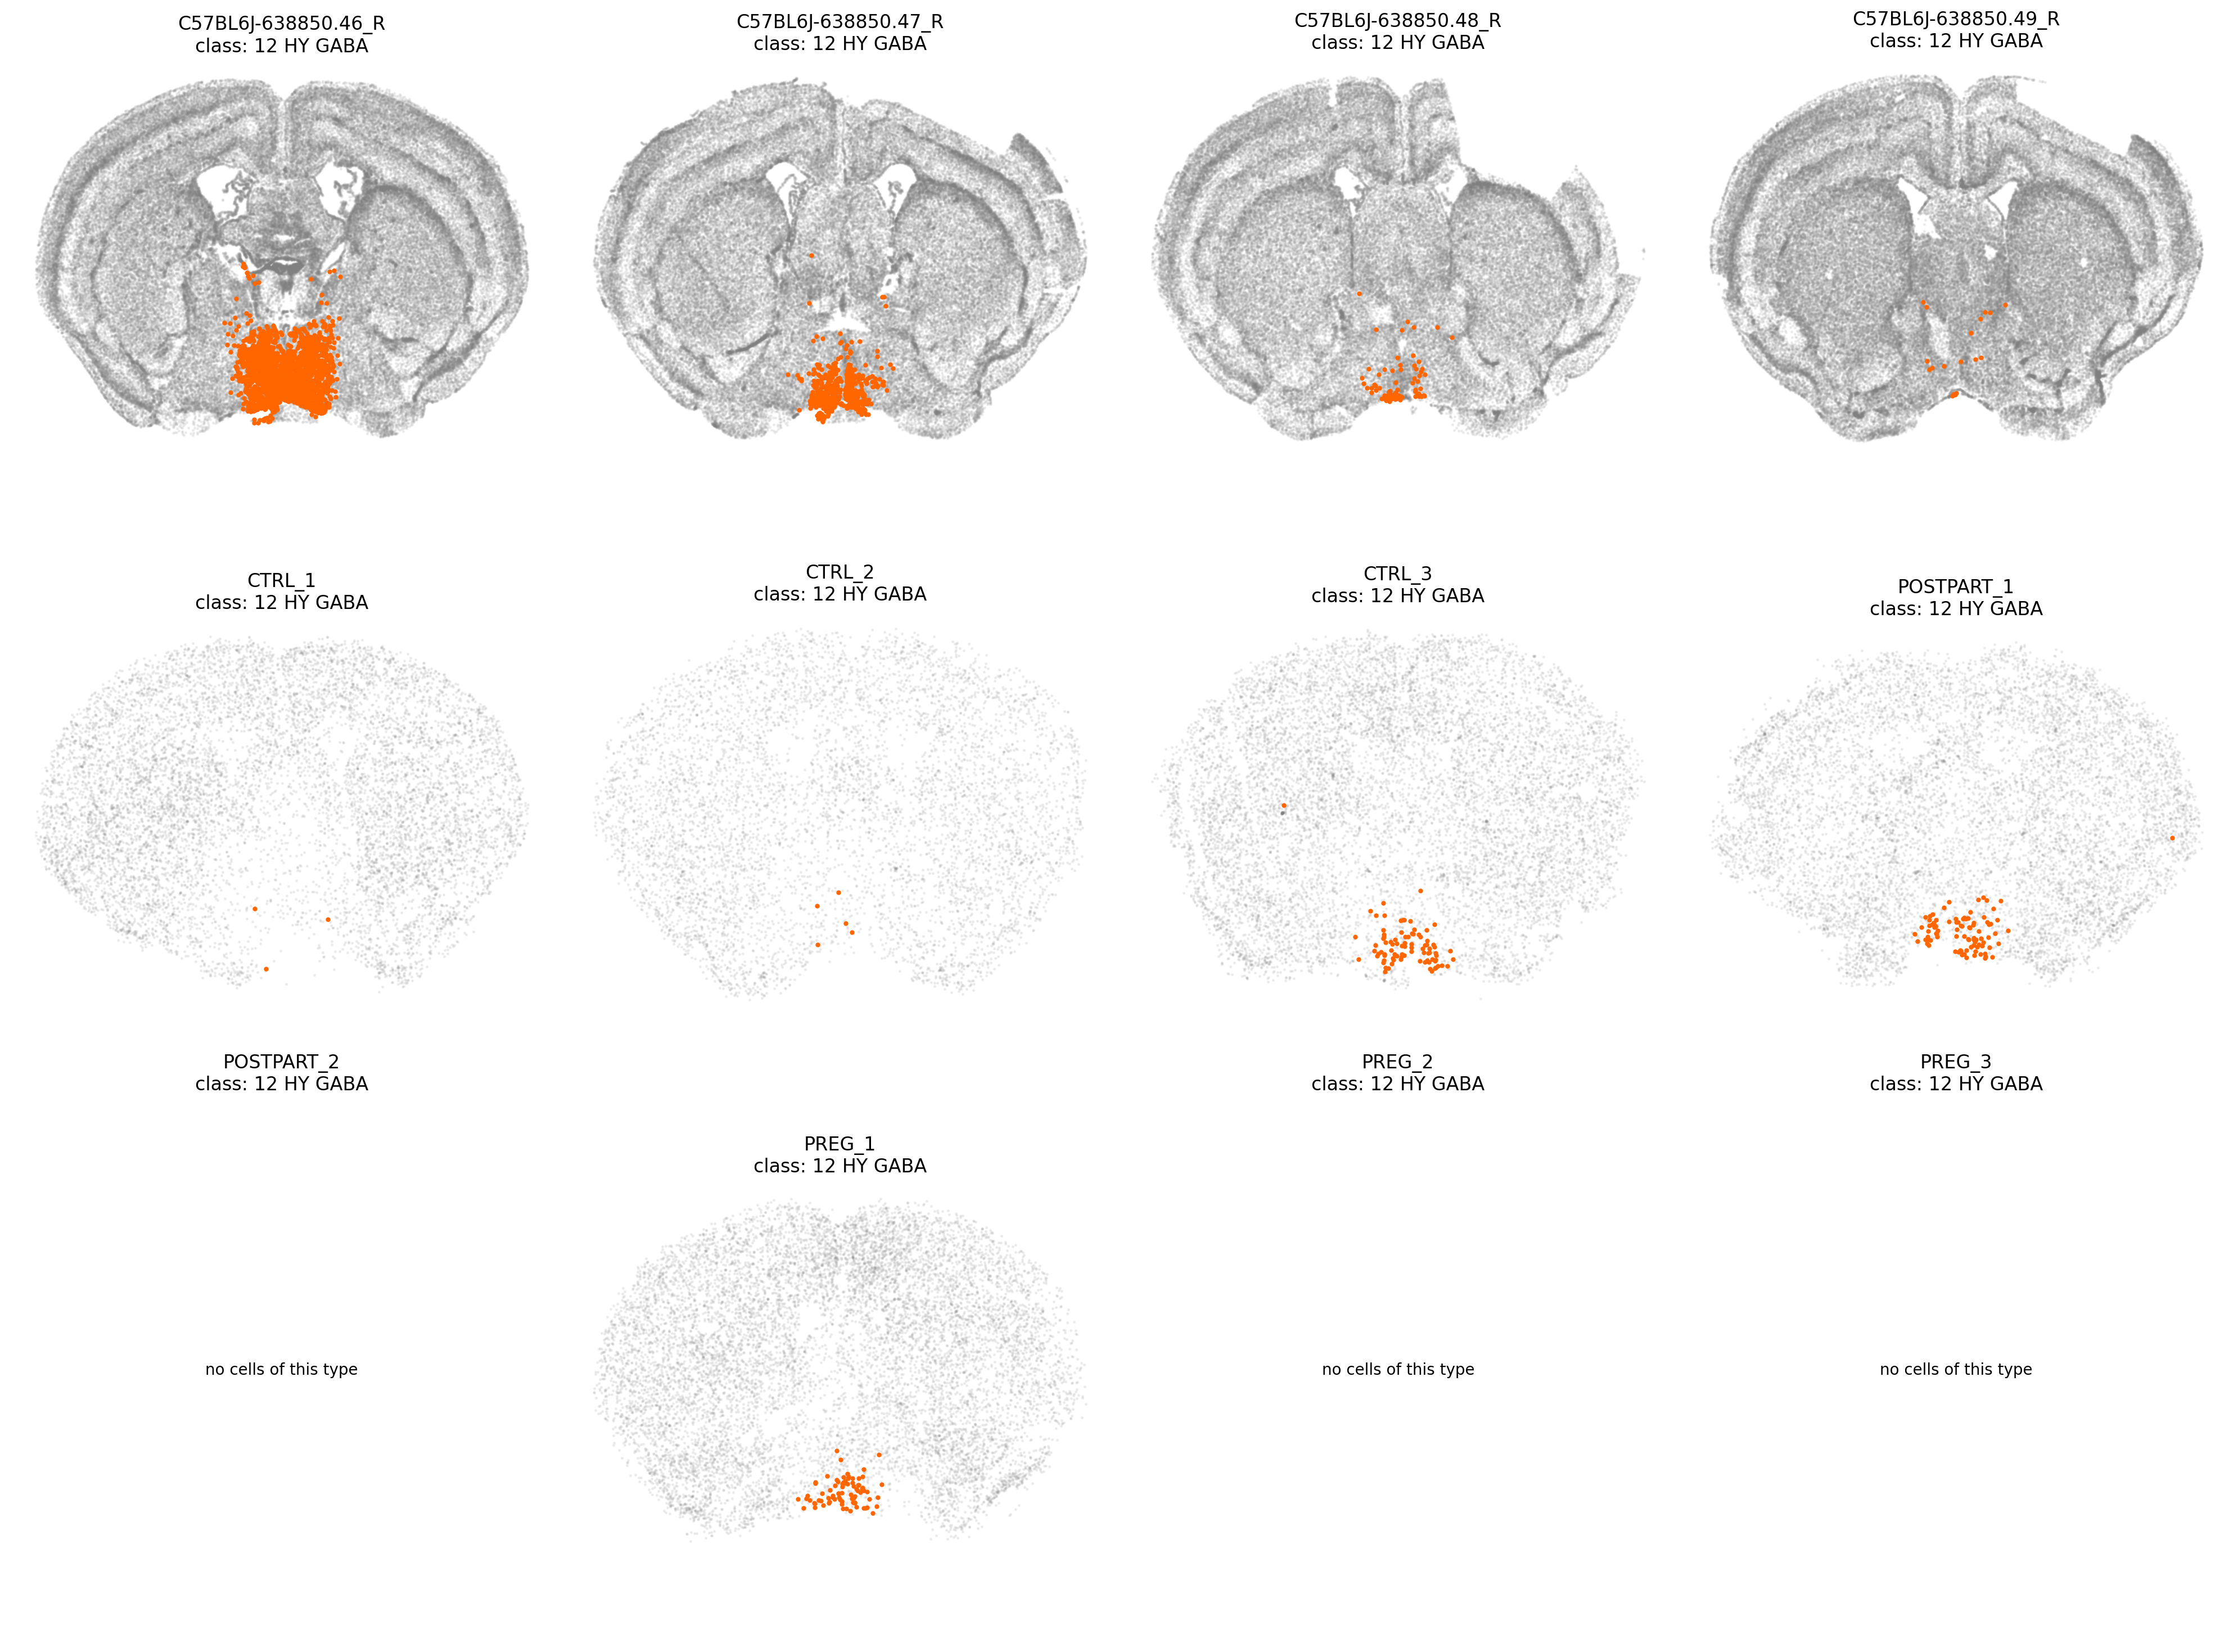 C57BL6J-638850.46_R
class: 12 HY GABA
C57BL6J-638850.47_R
class: 12 HY GABA
C57BL6J-638850.48_R
class: 12 HY GABA
C57BL6J-638850.49_R
class: 12 HY GABA
CTRL_1
class: 12 HY GABA
CTRL_2
class: 12 HY GABA
CTRL_3
class: 12 HY GABA
POSTPART_1
class: 12 HY GABA
POSTPART_2
class: 12 HY GABA
no cells of this type
PREG_1
class: 12 HY GABA
PREG_2
class: 12 HY GABA
no cells of this type
PREG_3
class: 12 HY GABA
no cells of this type